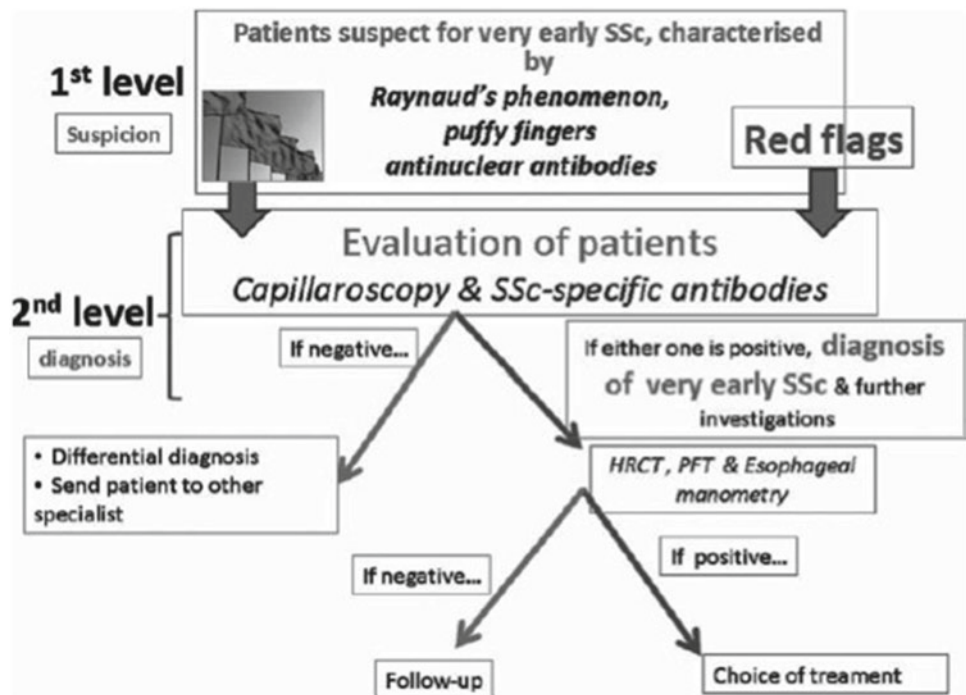 Patients suspect for very early SSc, characterised
by
1st level
Suspicion
Raynaud's phenomenon,
puffy fingers
antinuclear antibodies
Red flags
Evaluation of patients
Capillaroscopy & SSc-specific antibodies
2nd level
diagnosis
If negative...
If either one is positive, diagnosis
of very early SSc & further
investigations
• Differential diagnosis
• Send patient to other
specialist
HRCT, PFT & Esophageal
manometry
If negative...
If positive...
Follow-up
Choice of treament